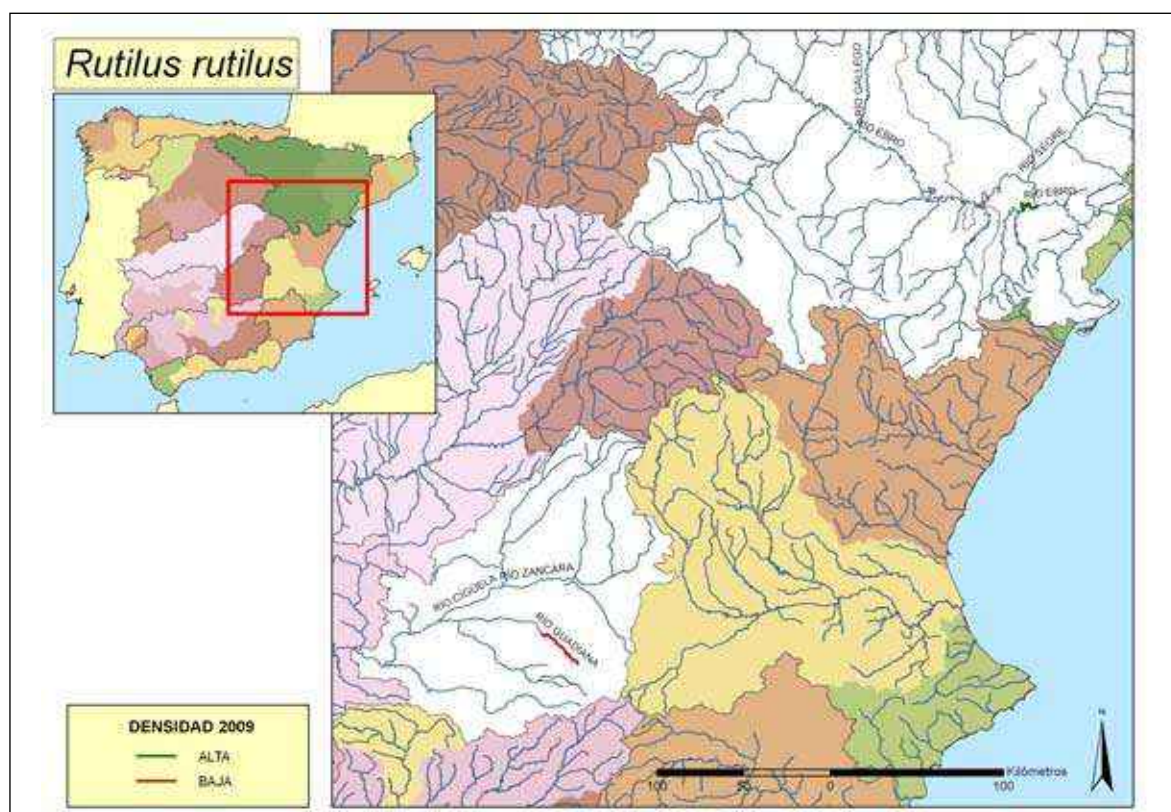 Rutilus rutilus
RIO GALLEGO
RIO EBRO
RIO SEGRE
RIO EBRO
RIO CIGUELA
RIO ZANCARA
RIO GUADIANA
DENSIDAD 2009
ALTA
BAJA
N
Kilómetros
100
0
100